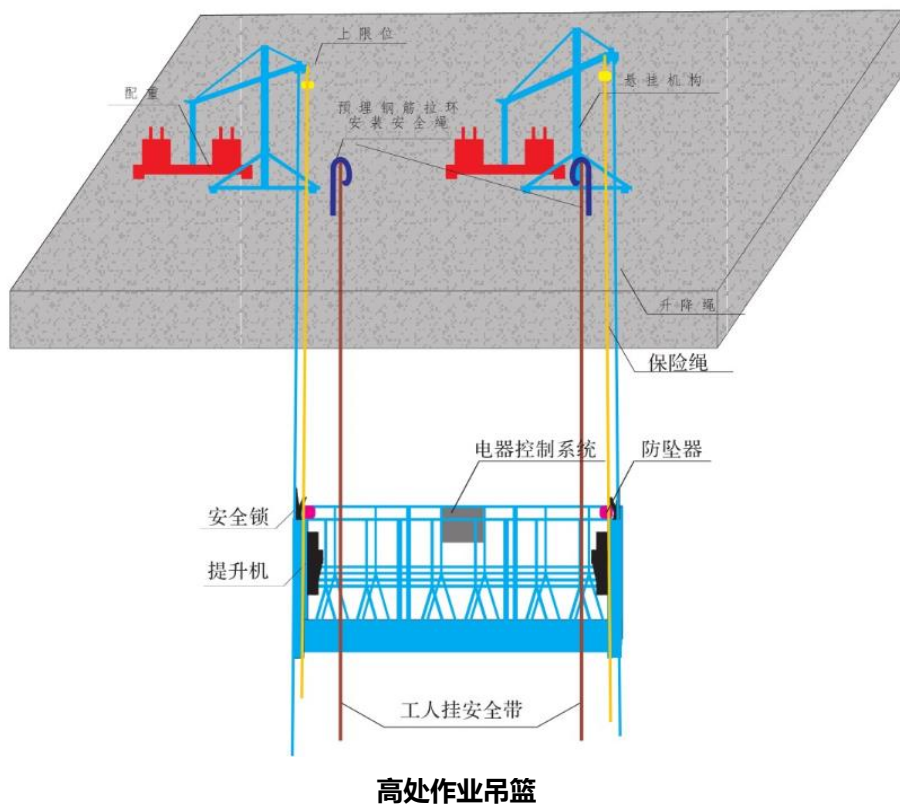 上限位
配重
悬挂机构
预埋钢筋拉环
安装安全绳
升降绳
保险绳
电器控制系统
防坠器
安全锁
提升机
工人挂安全带
高处作业吊篮